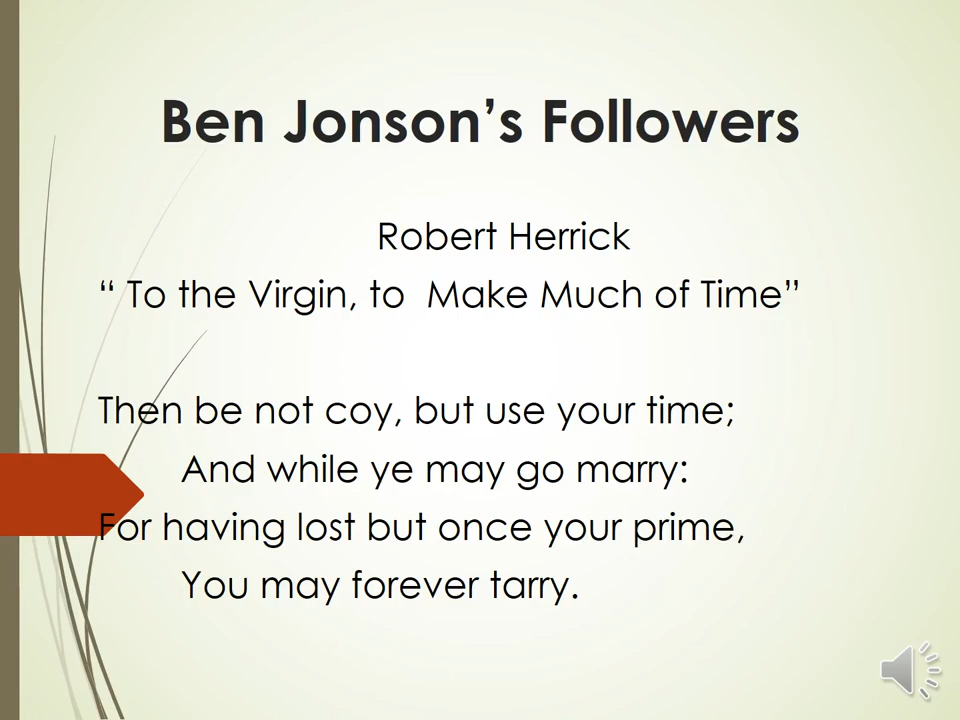 Ben Jonson’s Followers
Robert Herrick
“ To the Virgin, to  Make Much of Time”
Then be not coy, but use your time;
And while ye may go marry:
For having lost but once your prime,
You may forever tarry.